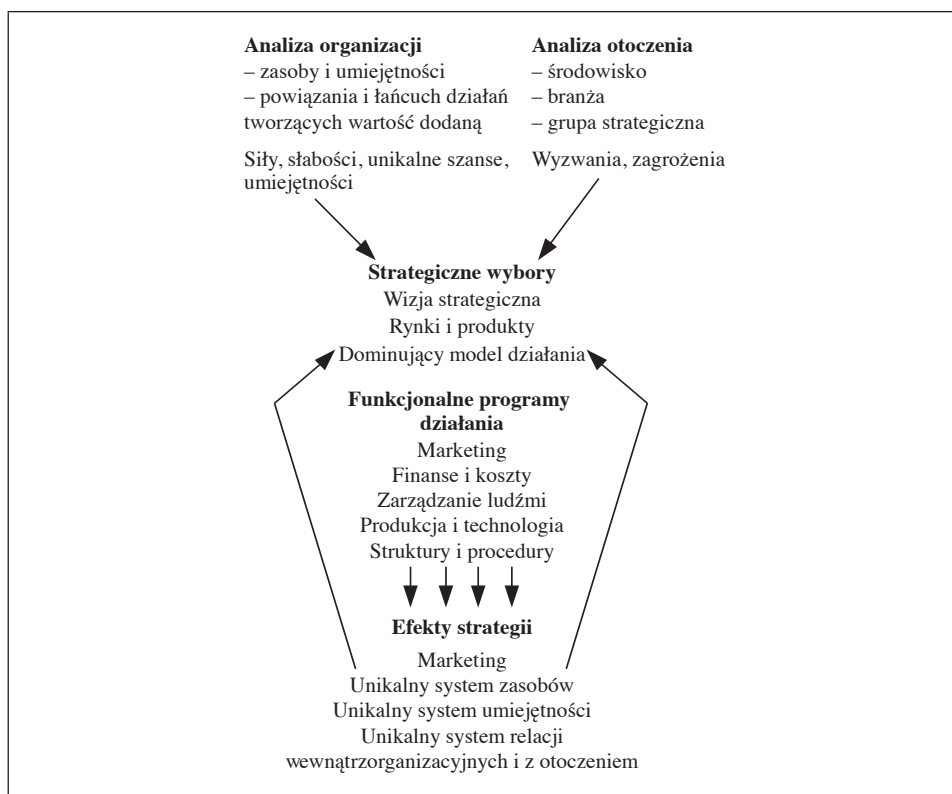 Analiza organizacji
– zasoby i umiejętności
– powiązania i łańcuch działań
tworzących wartość dodaną
Siły, słabości, unikalne szanse,
umiejętności
Analiza otoczenia
– środowisko
– branża
– grupa strategiczna
Wyzwania, zagrożenia
Strategiczne wybory
Wizja strategiczna
Rynki i produkty
Dominujący model działania
Funkcjonalne programy
działania
Marketing
Finanse i koszty
Zarządzanie ludźmi
Produkcja i technologia
Struktury i procedury
Efekty strategii
Marketing
Unikalny system zasobów
Unikalny system umiejętności
Unikalny system relacji
wewnątrzorganizacyjnych i z otoczeniem